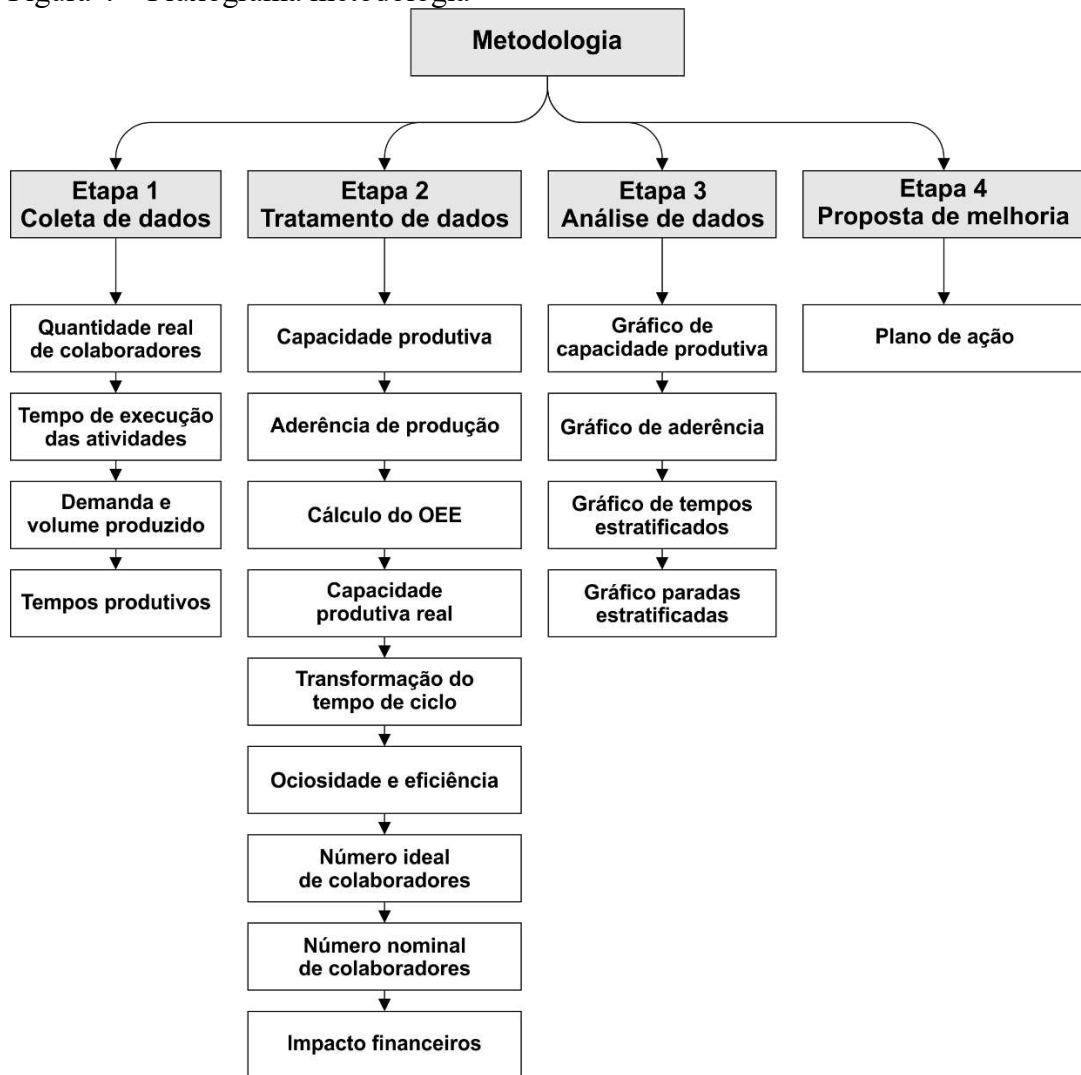 Fluxograma metodologia
Metodologia
Etapa 1
Coleta de dados
Quantidade real
de colaboradores
Tempo de execução
das atividades
Demanda e
volume produzido
Tempos produtivos
Etapa 2
Tratamento de dados
Capacidade produtiva
Aderência de produção
Cálculo do OEE
Capacidade
produtiva real
Transformação do
tempo de ciclo
Ociosidade e eficiência
Número ideal
de colaboradores
Número nominal
de colaboradores
Impacto financeiros
Etapa 3
Análise de dados
Gráfico de
capacidade produtiva
Gráfico de aderência
Gráfico de tempos
estratificados
Gráfico paradas
estratificadas
Etapa 4
Proposta de melhoria
Plano de ação